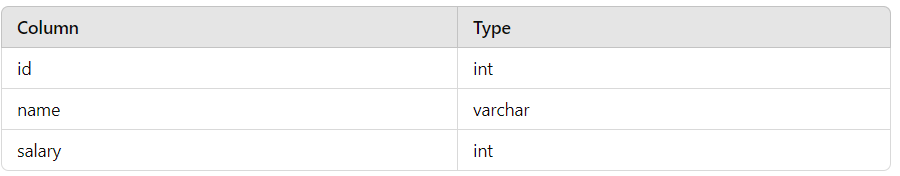 Column Type
id int
name varchar
salary int